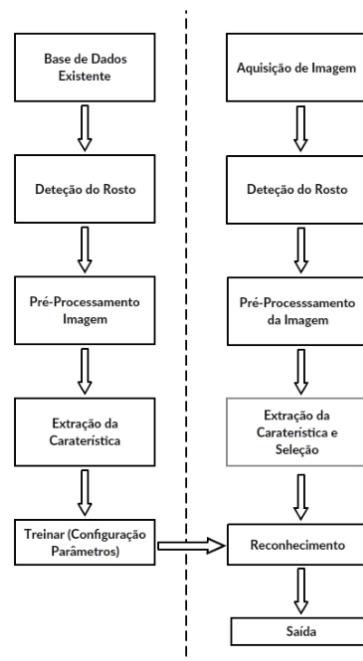 Base de Dados
Existente
Deteção do Rosto
Pré-Processamento
Imagem
Extração da
Caraterística
Treinar (Configuração
Parâmetros)
Aquisição de Imagem
Deteção do Rosto
Pré-Processsamento
da Imagem
Extração da
Caraterística e
Seleção
Reconhecimento
Saída